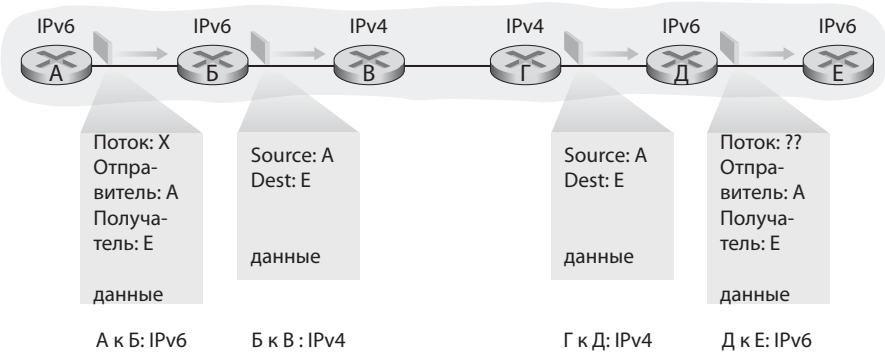 IPv6 IPv6 IPv4 IPv4 IPv6 IPv6
А Б В Г Д Е
Поток: X
Отпра-
витель: А
Получа-
тель: Е
данные
Source: A
Dest: E
данные
Source: A
Dest: E
данные
Поток: ??
Отпра-
витель: А
Получа-
тель: Е
данные
А к Б: IPv6 Б к В : IPv4 Г к Д: IPv4 Д к Е: IPv6